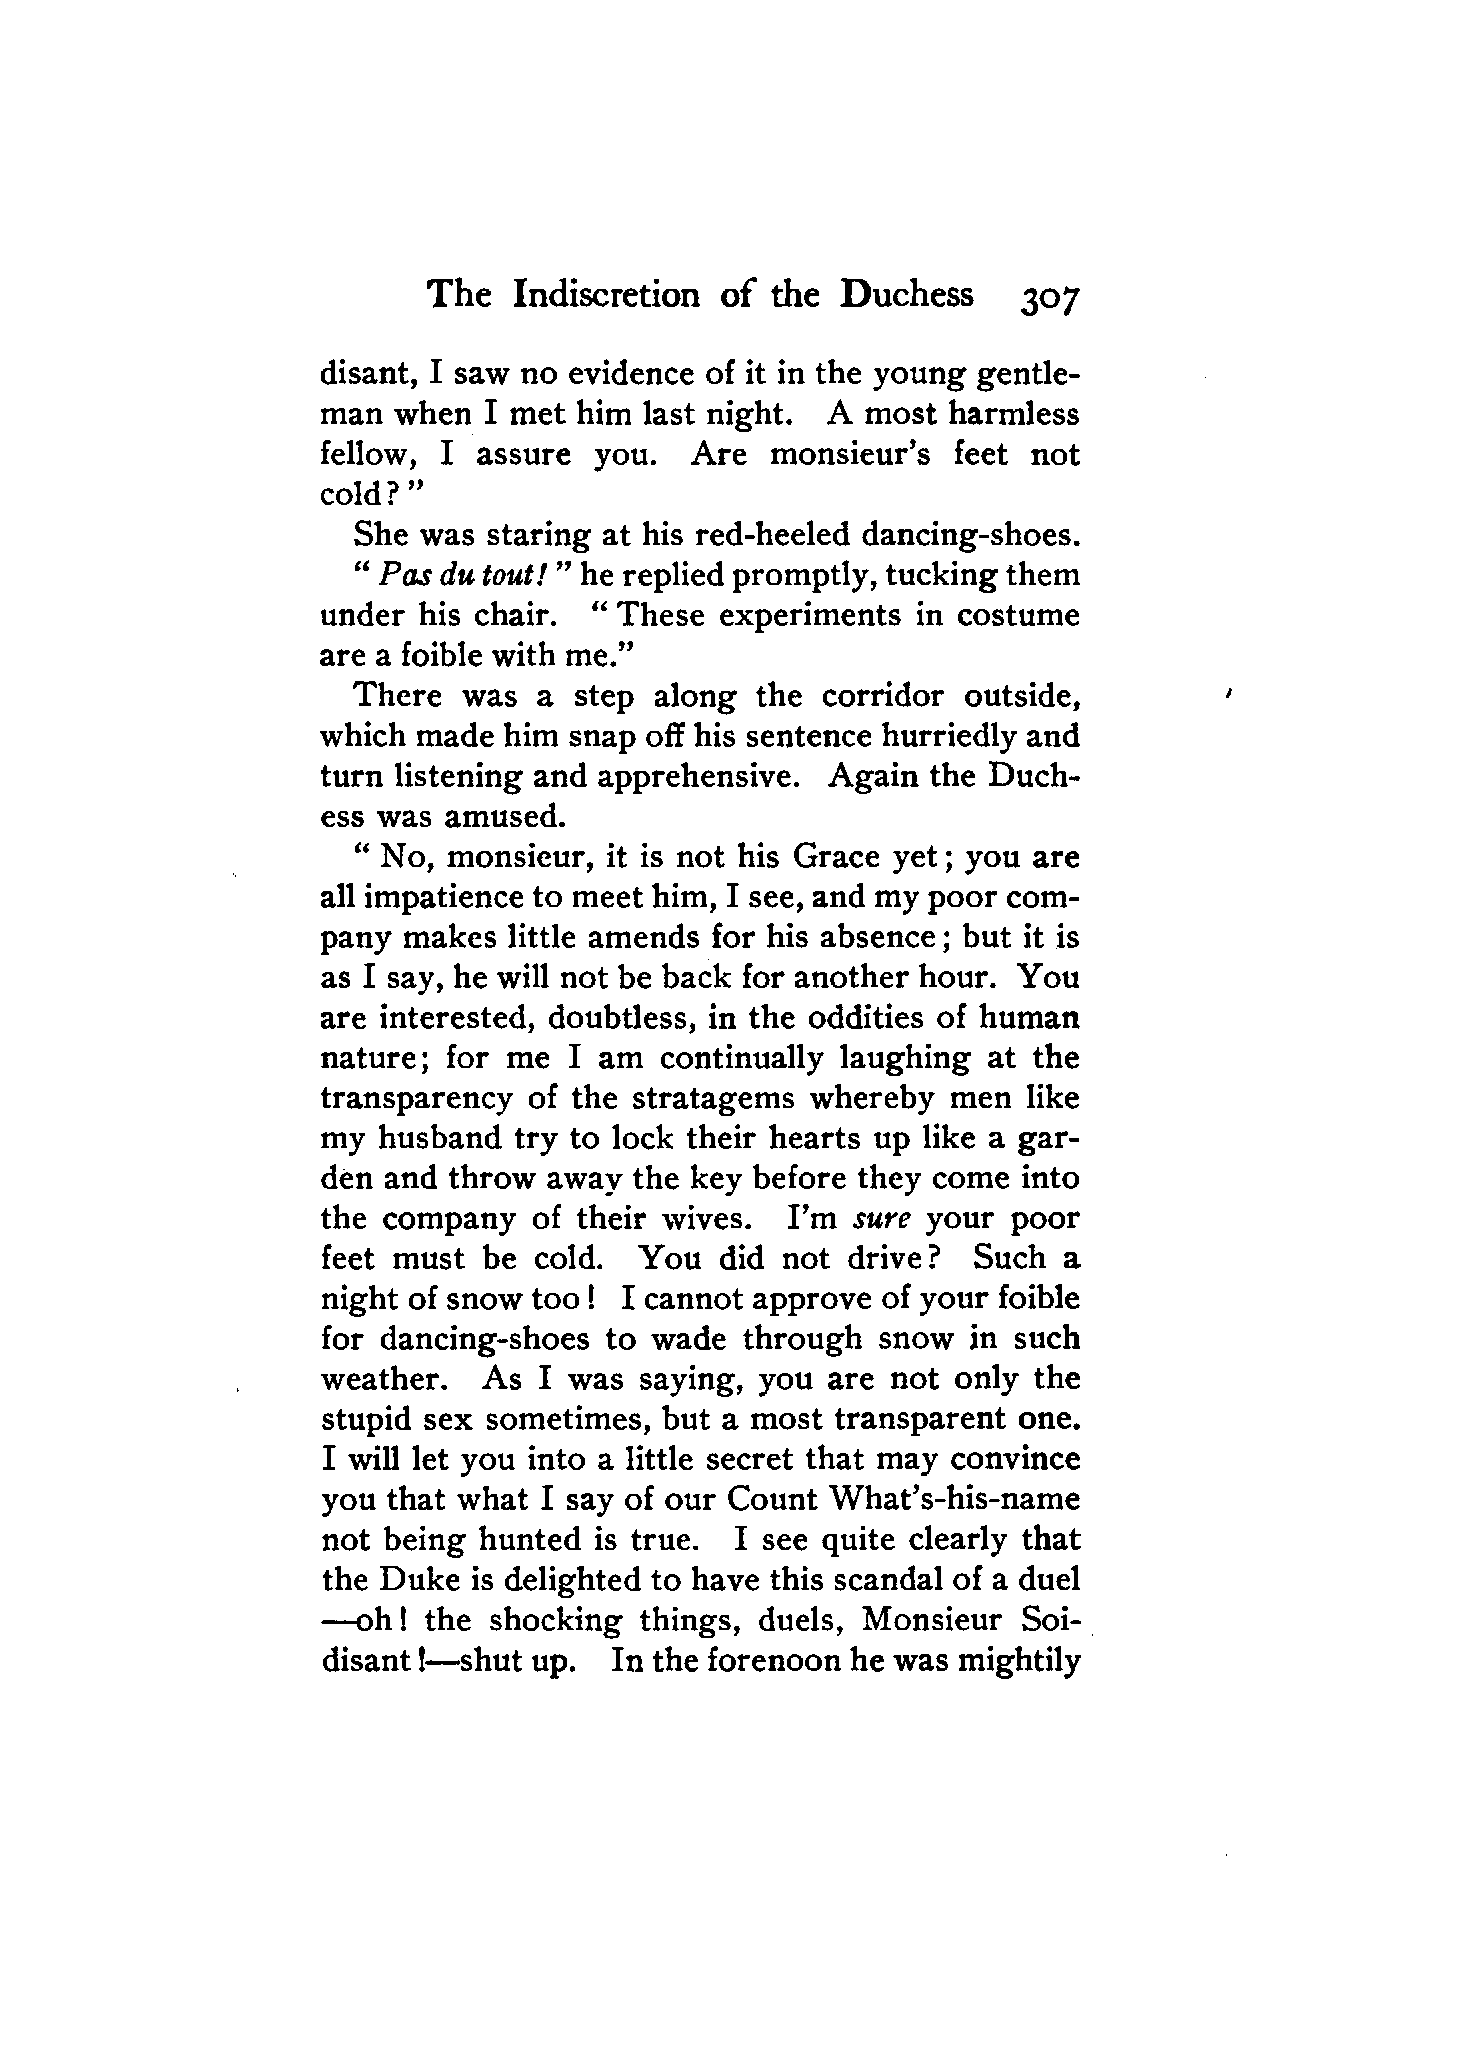 The Indiscretion of the Duchess 307
disant, I saw no evidence of it in the young gentle-
man when I met him last night. A most harmless
fellow, I assure you. Are monsieur's feet not
cold?"
She was staring at his red-heeled dancing-shoes.
"Pas du tout!" he replied promptly, tucking them
under his chair. "These experiments in costume
are a foible with me."
There was a step along the corridor outside,
which made him snap off his sentence hurriedly and
turn listening and apprehensive. Again the Duch-
ess was amused.
"No, monsieur, it is not his Grace yet; you are
all impatience to meet him, I see, and my poor com-
pany makes little amends for his absence; but it is
as I say, he will not be back for another hour. You
are interested, doubtless, in the oddities of human
nature; for me I am continually laughing at the
transparency of the stratagems whereby men like
my husband try to lock their hearts up like a gar-
den and throw away the key before they come into
the company of their wives. I'm sure your poor
feet must be cold. You did not drive? Such a
night of snow too! I cannot approve of your foible
for dancing-shoes to wade through snow in such
weather. As I was saying, you are not only the
stupid sex sometimes, but a most transparent one.
I will let you into a little secret that may convince
you that what I say of our Count What's-his-name
not being hunted is true. I see quite clearly that
the Duke is delighted to have this scandal of a duel
—oh! the shocking things, duels, Monsieur Soi-
disant!—shut up. In the forenoon he was mightily